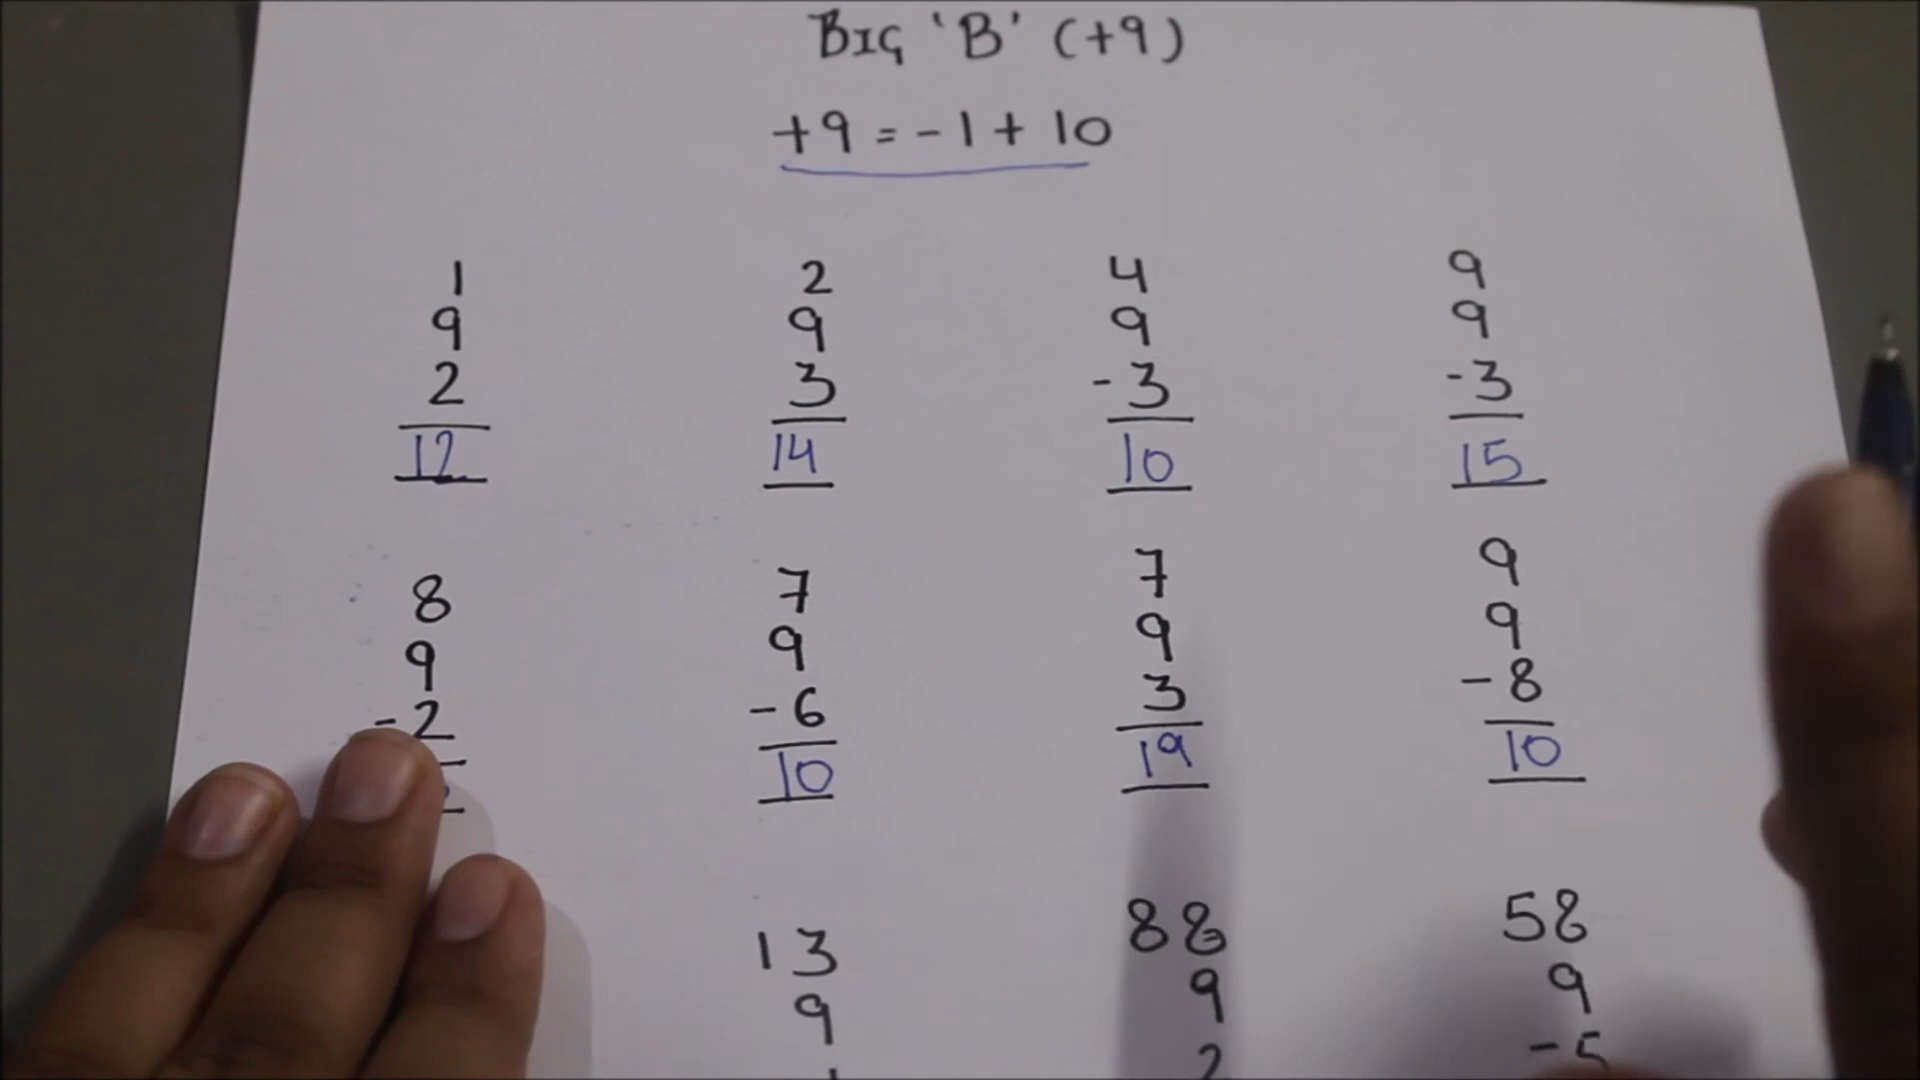 BIG 'B' (+9)
+9 = -1 + 10
1 2 4 9
9 9 9 9
2 3 -3 -3
12 14 10 15
8 7 7 9
9 9 9 9
-2 -6 3 -8
10 19 10
13 88 58
9 9 9
2 -5